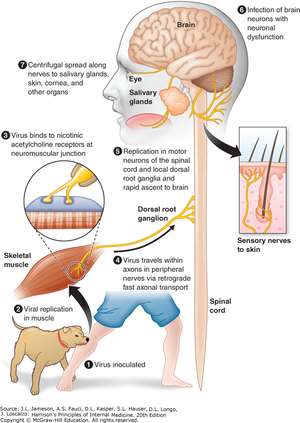 6 Infection of brain
neurons with
neuronal
dysfunction
Brain
7 Centrifugal spread along
nerves to salivary glands,
skin, cornea, and
other organs
Eye
Salivary
glands
3 Virus binds to nicotinic
acetylcholine receptors at
neuromuscular junction
5 Replication in motor
neurons of the spinal
cord and local dorsal
root ganglia and
rapid ascent to brain
Dorsal root
ganglion
Sensory nerves
to skin
Skeletal
muscle
4 Virus travels within
axons in peripheral
nerves via retrograde
fast axonal transport
2 Viral replication
in muscle
Spinal
cord
1 Virus inoculated
Source: J.L. Jameson, A.S. Fauci, D.L. Kasper, S.L. Hauser, D.L. Longo,
J. Loscalzo: Harrison's Principles of Internal Medicine, 20th Edition
Copyright © McGraw-Hill Education. All rights reserved.